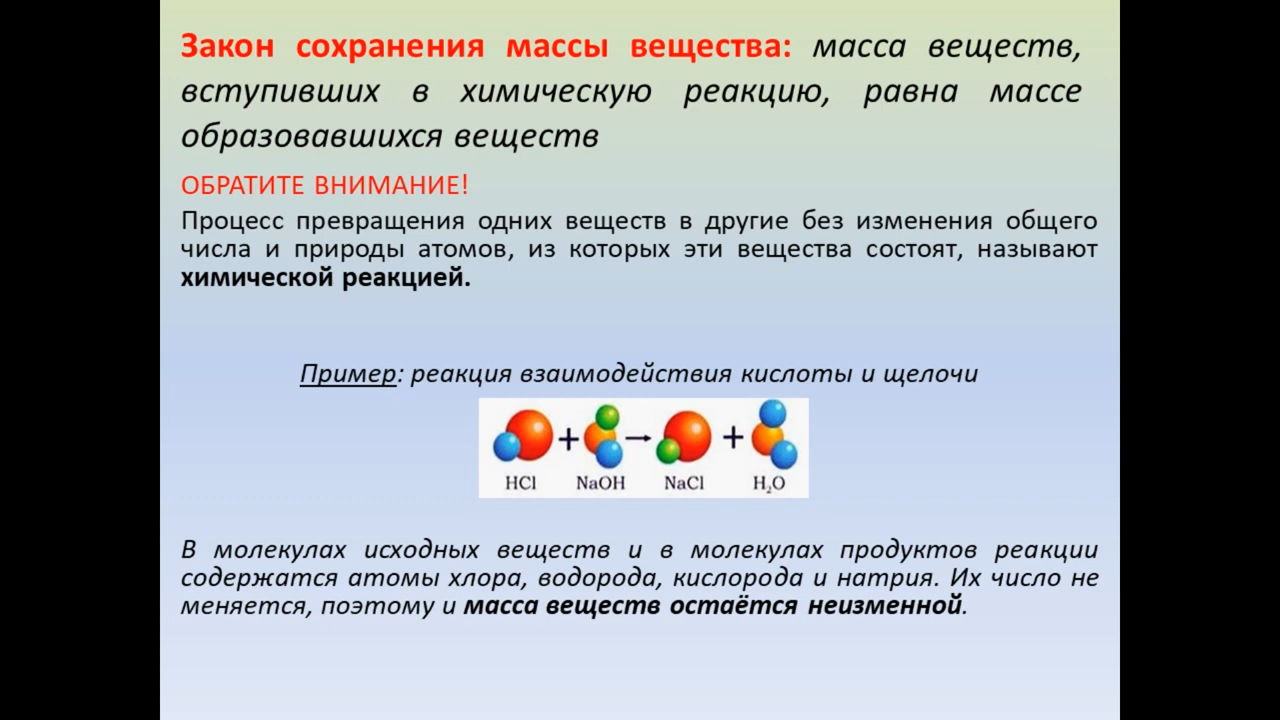 Закон сохранения массы вещества: масса веществ,
вступивших в химическую реакцию, равна массе
образовавшихся веществ
ОБРАТИТЕ ВНИМАНИЕ!
Процесс превращения одних веществ в другие без изменения общего
числа и природы атомов, из которых эти вещества состоят, называют
химической реакцией.
Пример: реакция взаимодействия кислоты и щелочи
+ → +
HCl NaOH NaCl H₂O
В молекулах исходных веществ и в молекулах продуктов реакции
содержатся атомы хлора, водорода, кислорода и натрия. Их число не
меняется, поэтому и масса веществ остаётся неизменной.